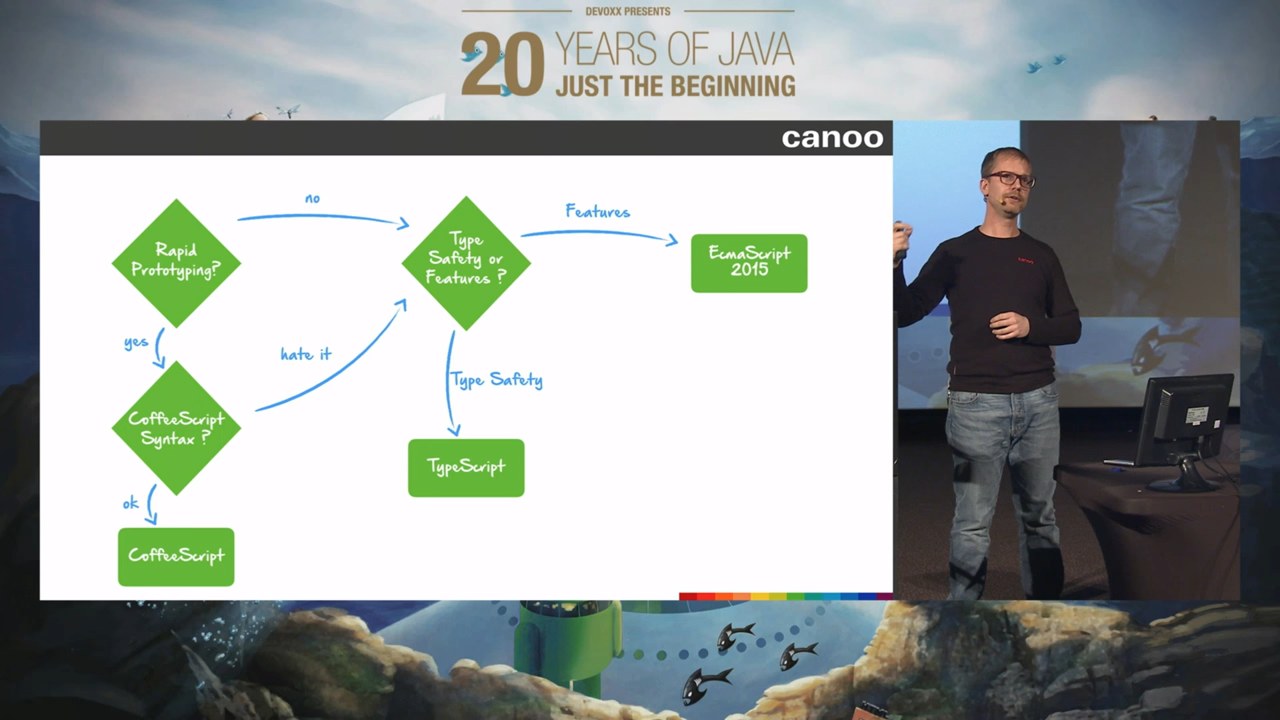 DEVOXX PRESENTS
20 YEARS OF JAVA
JUST THE BEGINNING
canoo
no
Features
Rapid
Prototyping?
Type
Safety or
Features ?
EcmaScript
2015
yes
hate it
Type Safety
CoffeeScript
Syntax ?
TypeScript
ok
CoffeeScript
canoo